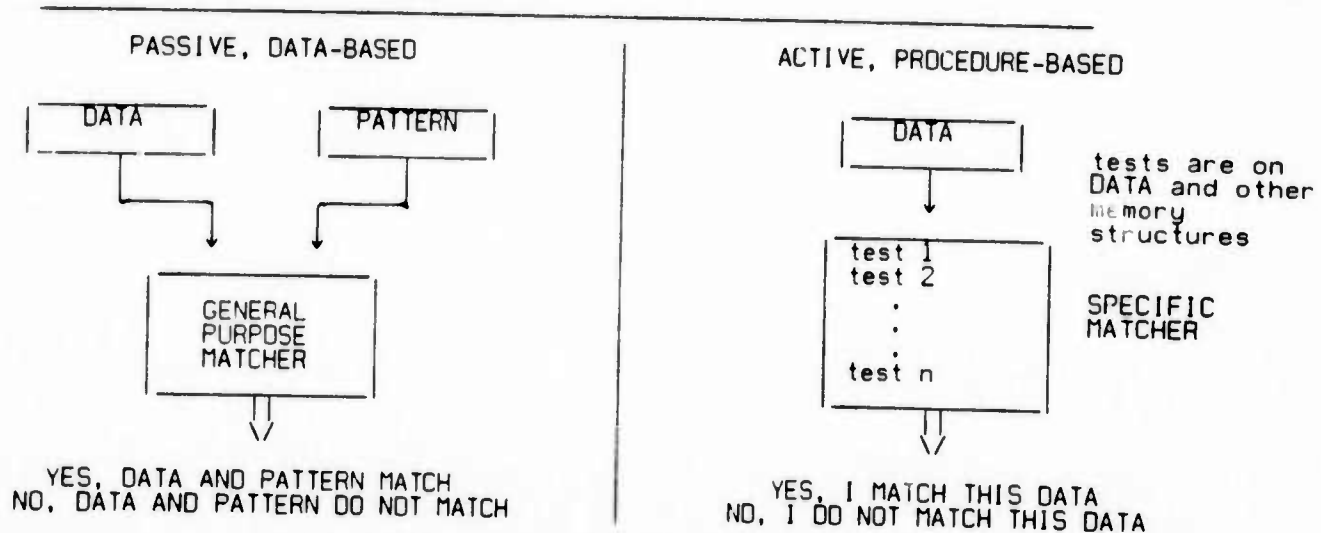 PASSIVE, DATA-BASED
DATA
PATTERN
GENERAL
PURPOSE
MATCHER
YES, DATA AND PATTERN MATCH
NO, DATA AND PATTERN DO NOT MATCH
ACTIVE, PROCEDURE-BASED
DATA
tests are on
DATA and other
memory
structures
test 1
test 2
.
.
.
test n
SPECIFIC
MATCHER
YES, I MATCH THIS DATA
NO, I DO NOT MATCH THIS DATA